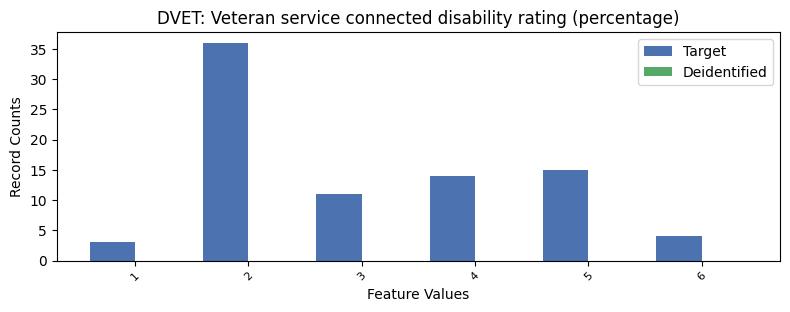 DVET: Veteran service connected disability rating (percentage)
Target
Deidentified
Record Counts
35
30
25
20
15
10
5
0
1 2 3 4 5 6
Feature Values